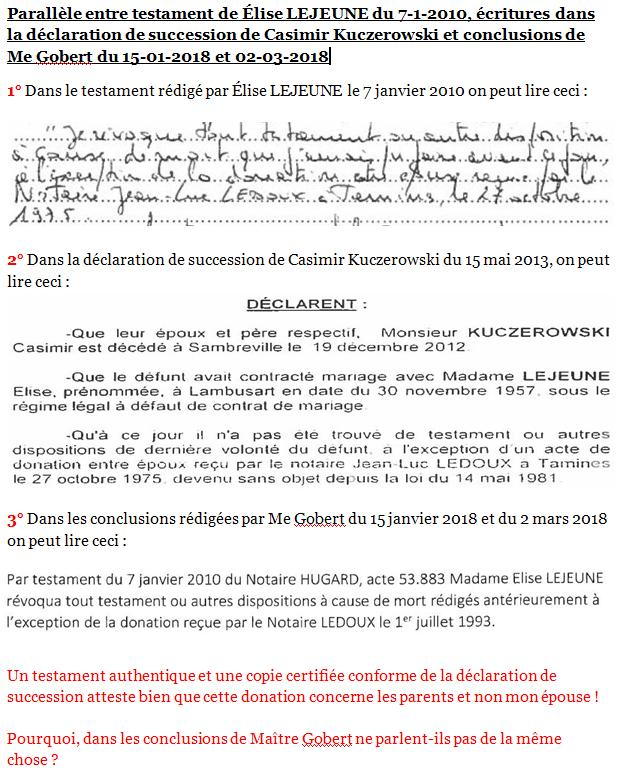 Parallèle entre testament de Élise LEJEUNE du 7-1-2010, écritures dans
la déclaration de succession de Casimir Kuczerowski et conclusions de
Me Gobert du 15-01-2018 et 02-03-2018
1° Dans le testament rédigé par Élise LEJEUNE le 7 janvier 2010 on peut lire ceci :
....." Je révoque tout testament ou autre disposition
à cause de mort que j'aurais pu faire avant ce jour,
à l'exception de la donation entre époux reçue par le
Notaire Jean-Luc LEDOUX à Tamines, le 27 octobre
1975
2° Dans la déclaration de succession de Casimir Kuczerowski du 15 mai 2013, on peut
lire ceci :
DÉCLARENT :
-Que leur époux et père respectif, Monsieur KUCZEROWSKI
Casimir est décédé à Sambreville le 19 décembre 2012.
-Que le défunt avait contracté mariage avec Madame LEJEUNE
Elise, prénommée, à Lambusart en date du 30 novembre 1957, sous le
régime légal à défaut de contrat de mariage.
-Qu'à ce jour il n'a pas été trouvé de testament ou autres
dispositions de dernière volonté du défunt, à l'exception d'un acte de
donation entre époux reçu par le notaire Jean-Luc LEDOUX a Tamines
le 27 octobre 1975, devenu sans objet depuis la loi du 14 mai 1981.
3° Dans les conclusions rédigées par Me Gobert du 15 janvier 2018 et du 2 mars 2018
on peut lire ceci :
Par testament du 7 janvier 2010 du Notaire HUGARD, acte 53.883 Madame Elise LEJEUNE
révoqua tout testament ou autres dispositions à cause de mort rédigés antérieurement à
l'exception de la donation reçue par le Notaire LEDOUX le 1er juillet 1993.
Un testament authentique et une copie certifiée conforme de la déclaration de
succession atteste bien que cette donation concerne les parents et non mon épouse !
Pourquoi, dans les conclusions de Maître Gobert ne parlent-ils pas de la même
chose ?